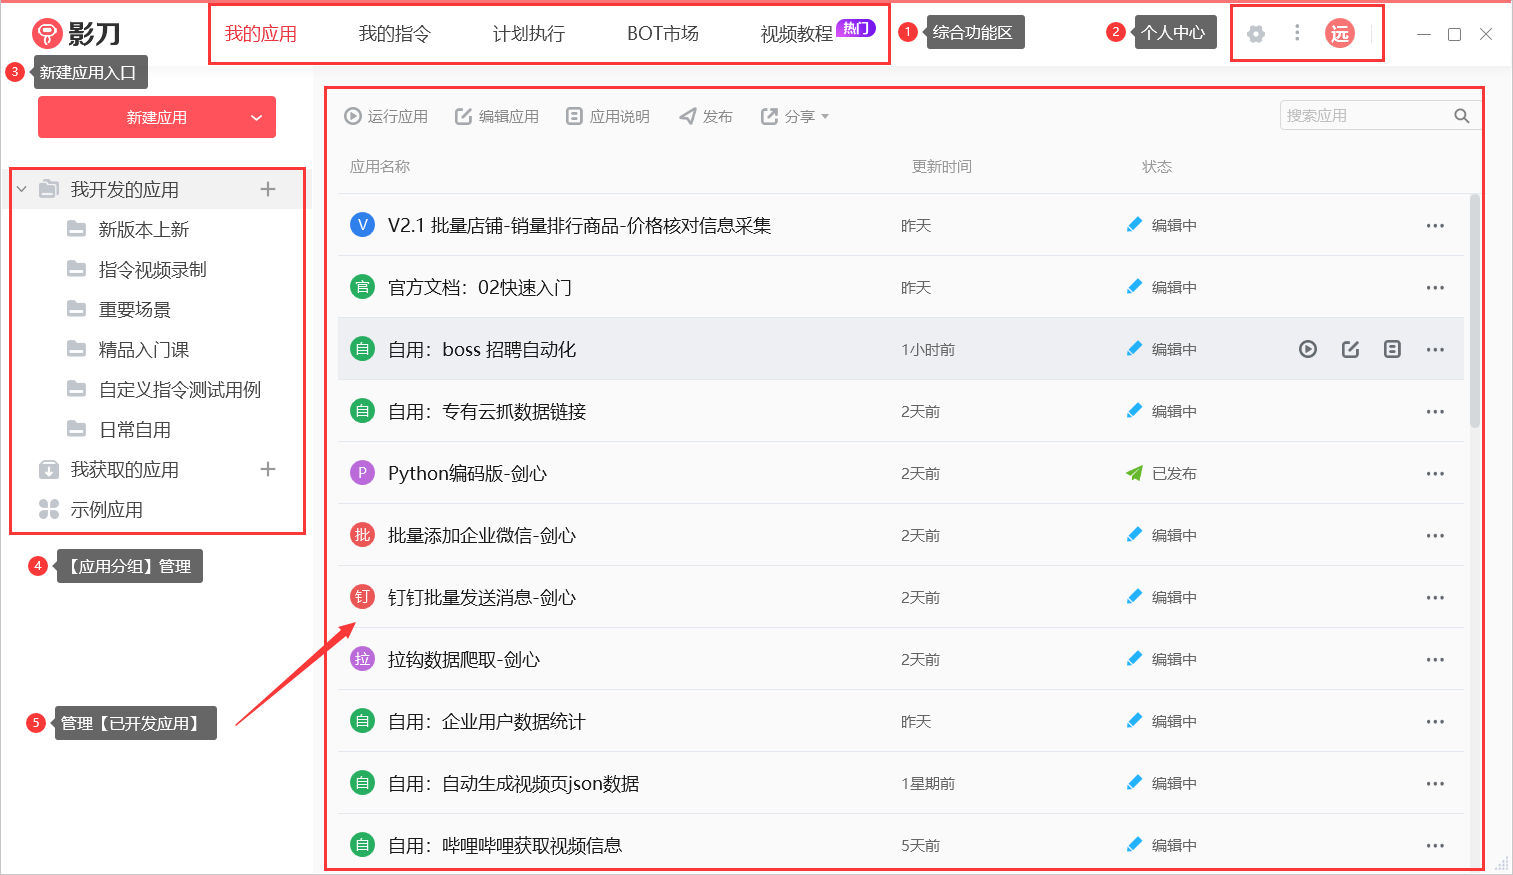 影刀
我的应用 我的指令 计划执行 BOT市场 视频教程 热门
1 综合功能区
2 个人中心
远
3 新建应用入口
新建应用
运行应用 编辑应用 应用说明 发布 分享
搜索应用
应用名称 更新时间 状态
我开发的应用
新版本上新
指令视频录制
重要场景
精品入门课
自定义指令测试用例
日常自用
我获取的应用
示例应用
4 【应用分组】管理
5 管理【已开发应用】
V V2.1 批量店铺-销量排行商品-价格核对信息采集 昨天 编辑中
官 官方文档：02快速入门 昨天 编辑中
自 自用：boss 招聘自动化 1小时前 编辑中
自 自用：专有云抓数据链接 2天前 编辑中
P Python编码版-剑心 2天前 已发布
批 批量添加企业微信-剑心 2天前 编辑中
钉 钉钉批量发送消息-剑心 2天前 编辑中
拉 拉钩数据爬取-剑心 2天前 编辑中
自 自用：企业用户数据统计 昨天 编辑中
自 自用：自动生成视频页json数据 1星期前 编辑中
自 自用：哔哩哔哩获取视频信息 5天前 编辑中